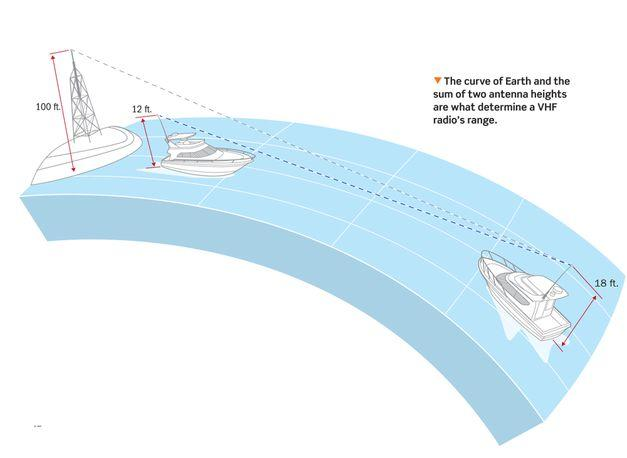 ▼ The curve of Earth and the
sum of two antenna heights
are what determine a VHF
radio's range.
100 ft.
12 ft.
18 ft.